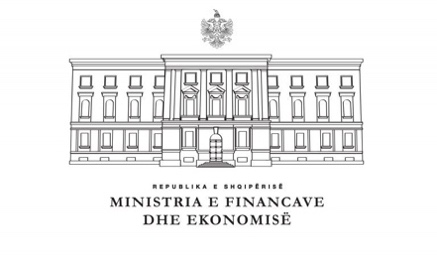 REPUBLIKA E SHQIPËRISË
MINISTRIA E FINANCAVE
DHE EKONOMISË